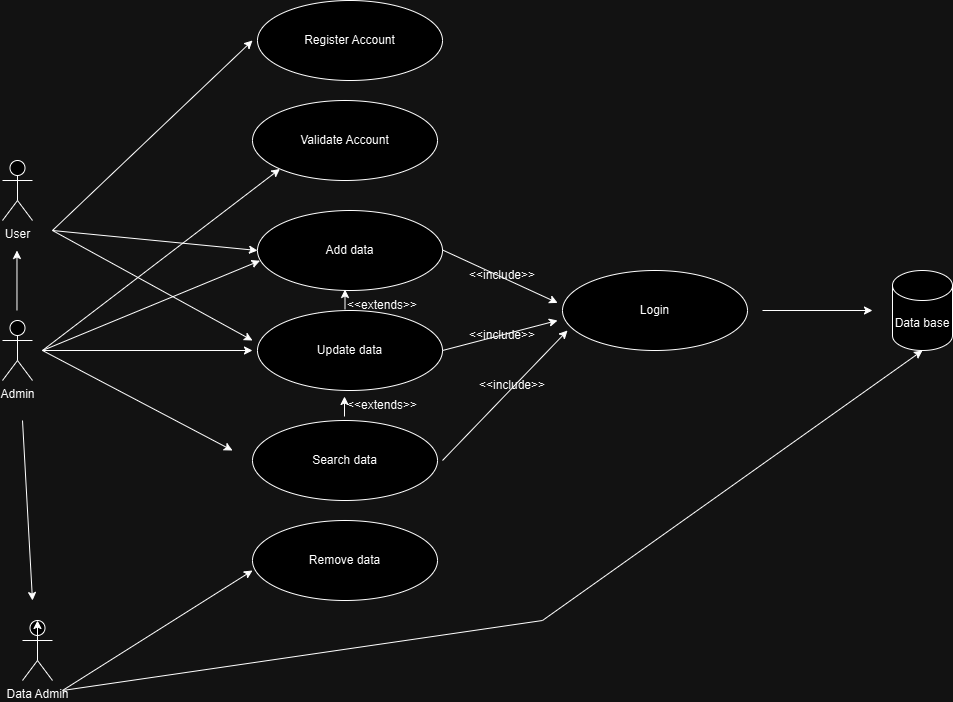 Register Account
Validate Account
User
Add data
<<include>>
<<extends>>
Login
Data base
Update data
<<include>>
Admin
<<include>>
<<extends>>
Search data
Remove data
Data Admin